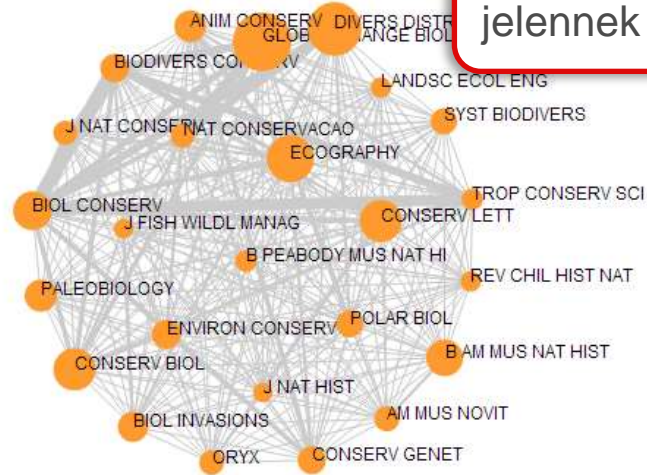 jelennek
ANIM CONSERV
DIVERS DISTR
GLOB
ANGE BIOL
BIODIVERS CONSERV
LANDSC ECOL ENG
J NAT CONSERV
NAT CONSERVACAO
SYST BIODIVERS
ECOGRAPHY
TROP CONSERV SCI
BIOL CONSERV
J FISH WILDL MANAG
CONSERV LETT
B PEABODY MUS NAT HI
REV CHIL HIST NAT
PALEOBIOLOGY
ENVIRON CONSERV
POLAR BIOL
CONSERV BIOL
B AM MUS NAT HIST
J NAT HIST
AM MUS NOVIT
BIOL INVASIONS
ORYX
CONSERV GENET